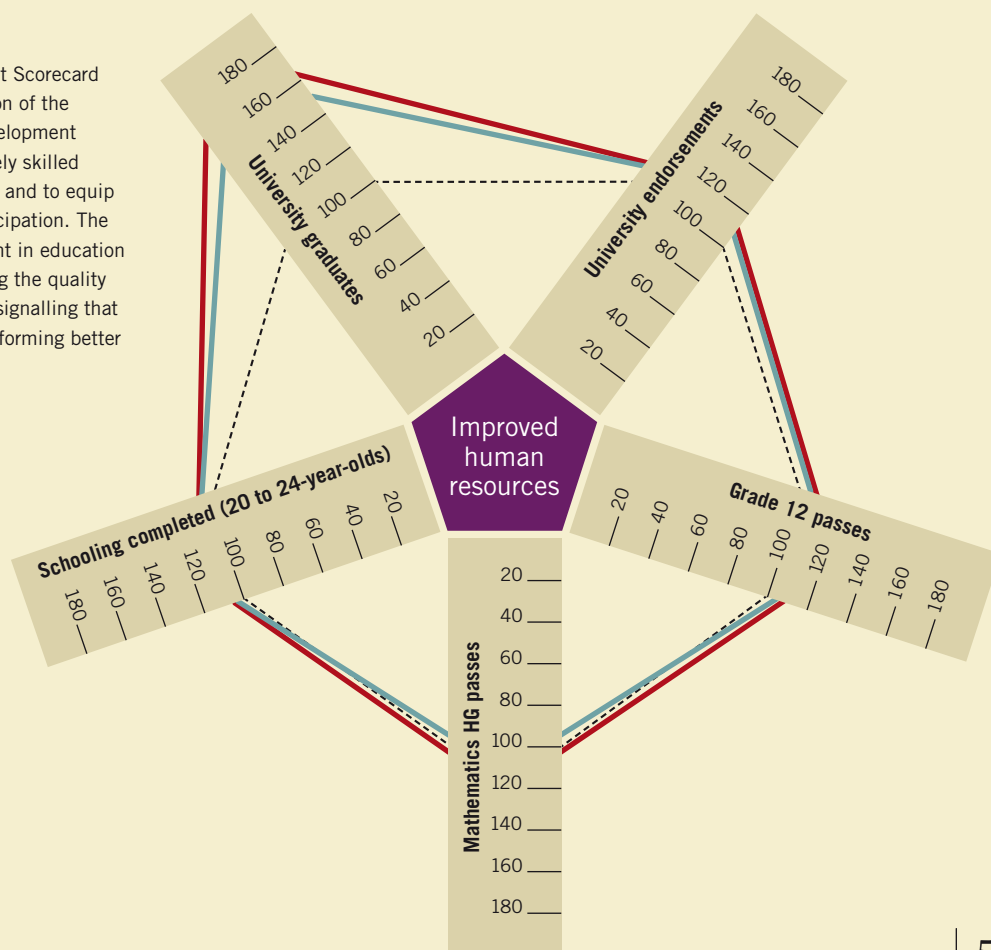 t Scorecard
on of the
elopment
ely skilled
and to equip
cipation. The
nt in education
g the quality
signalling that
forming better
180
160
140
120
100
80
60
40
20
University graduates
180
160
140
120
100
80
60
40
20
University endorsements
Improved
human
resources
Schooling completed (20 to 24-year-olds)
180
160
140
120
100
80
60
40
20
Grade 12 passes
20
40
60
80
100
120
140
160
180
Mathematics HG passes
20
40
60
80
100
120
140
160
180